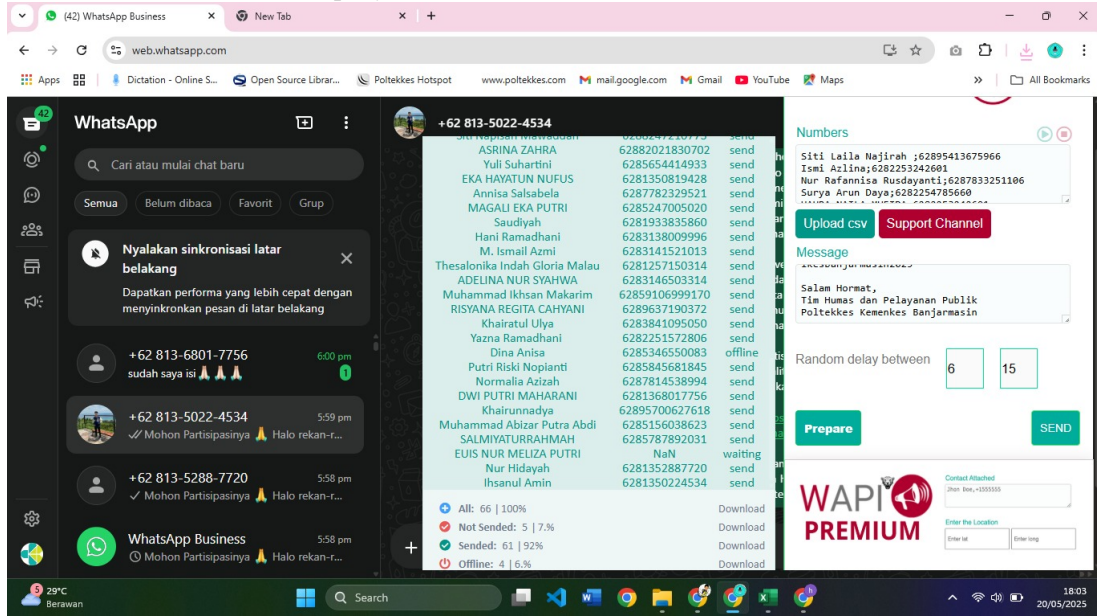 (42) WhatsApp Business
New Tab
web.whatsapp.com
Apps
Dictation - Online S...
Open Source Librar...
Poltekkes Hotspot
www.poltekkes.com
mail.google.com
Gmail
YouTube
Maps
All Bookmarks
42
WhatsApp
Cari atau mulai chat baru
Semua
Belum dibaca
Favorit
Grup
Nyalakan sinkronisasi latar
belakang
Dapatkan performa yang lebih cepat dengan
menyinkronkan pesan di latar belakang
+62 813-6801-7756
6:00 pm
sudah saya isi 🙏🏻🙏🏻🙏🏻
1
+62 813-5022-4534
5:59 pm
Mohon Partisipasinya 🙏 Halo rekan-r...
+62 813-5288-7720
5:58 pm
Mohon Partisipasinya 🙏 Halo rekan-r...
WhatsApp Business
5:58 pm
Mohon Partisipasinya 🙏 Halo rekan-r...
+62 813-5022-4534
Siti Napisah Mawaddah 6288247210773 send
ASRINA ZAHRA 62882021830702 send
Yuli Suhartini 6285654414933 send
EKA HAYATUN NUFUS 6281350819428 send
Annisa Salsabela 6287782329521 send
MAGALI EKA PUTRI 6285247005020 send
Saudiyah 6281933835860 send
Hani Ramadhani 6283138009996 send
M. Ismail Azmi 6283141521013 send
Thesalonika Indah Gloria Malau 6281257150314 send
ADELINA NUR SYAHWA 6283146503314 send
Muhammad Ikhsan Makarim 62859106999170 send
RISYANA REGITA CAHYANI 6289637190372 send
Khairatul Ulya 6283841095050 send
Yazna Ramadhani 6282251572806 send
Dina Anisa 6285346550083 offline
Putri Riski Nopianti 6285845681845 send
Normalia Azizah 6287814538994 send
DWI PUTRI MAHARANI 6281368017756 send
Khairunnadya 62895700627618 send
Muhammad Abizar Putra Abdi 6285156038623 send
SALMIYATURRAHMAH 6285787892031 send
EUIS NUR MELIZA PUTRI NaN waiting
Nur Hidayah 6281352887720 send
Ihsanul Amin 6281350224534 send
All: 66 | 100% Download
Not Sended: 5 | 7.% Download
Sended: 61 | 92% Download
Offline: 4 | 6.% Download
Numbers
Siti Laila Najirah ;62895413675966
Ismi Azlina;6282253242601
Nur Rafannisa Rusdayanti;6287833251106
Surya Arun Daya;6282254785660
Upload csv
Support Channel
Message
Salam Hormat,
Tim Humas dan Pelayanan Publik
Poltekkes Kemenkes Banjarmasin
Random delay between
6
15
Prepare
SEND
WAPI
PREMIUM
Contact Attached
Jhon Doe,+1555555
Enter the Location
Enter lat
Enter long
5
29°C
Berawan
Search
18:03
20/05/2025